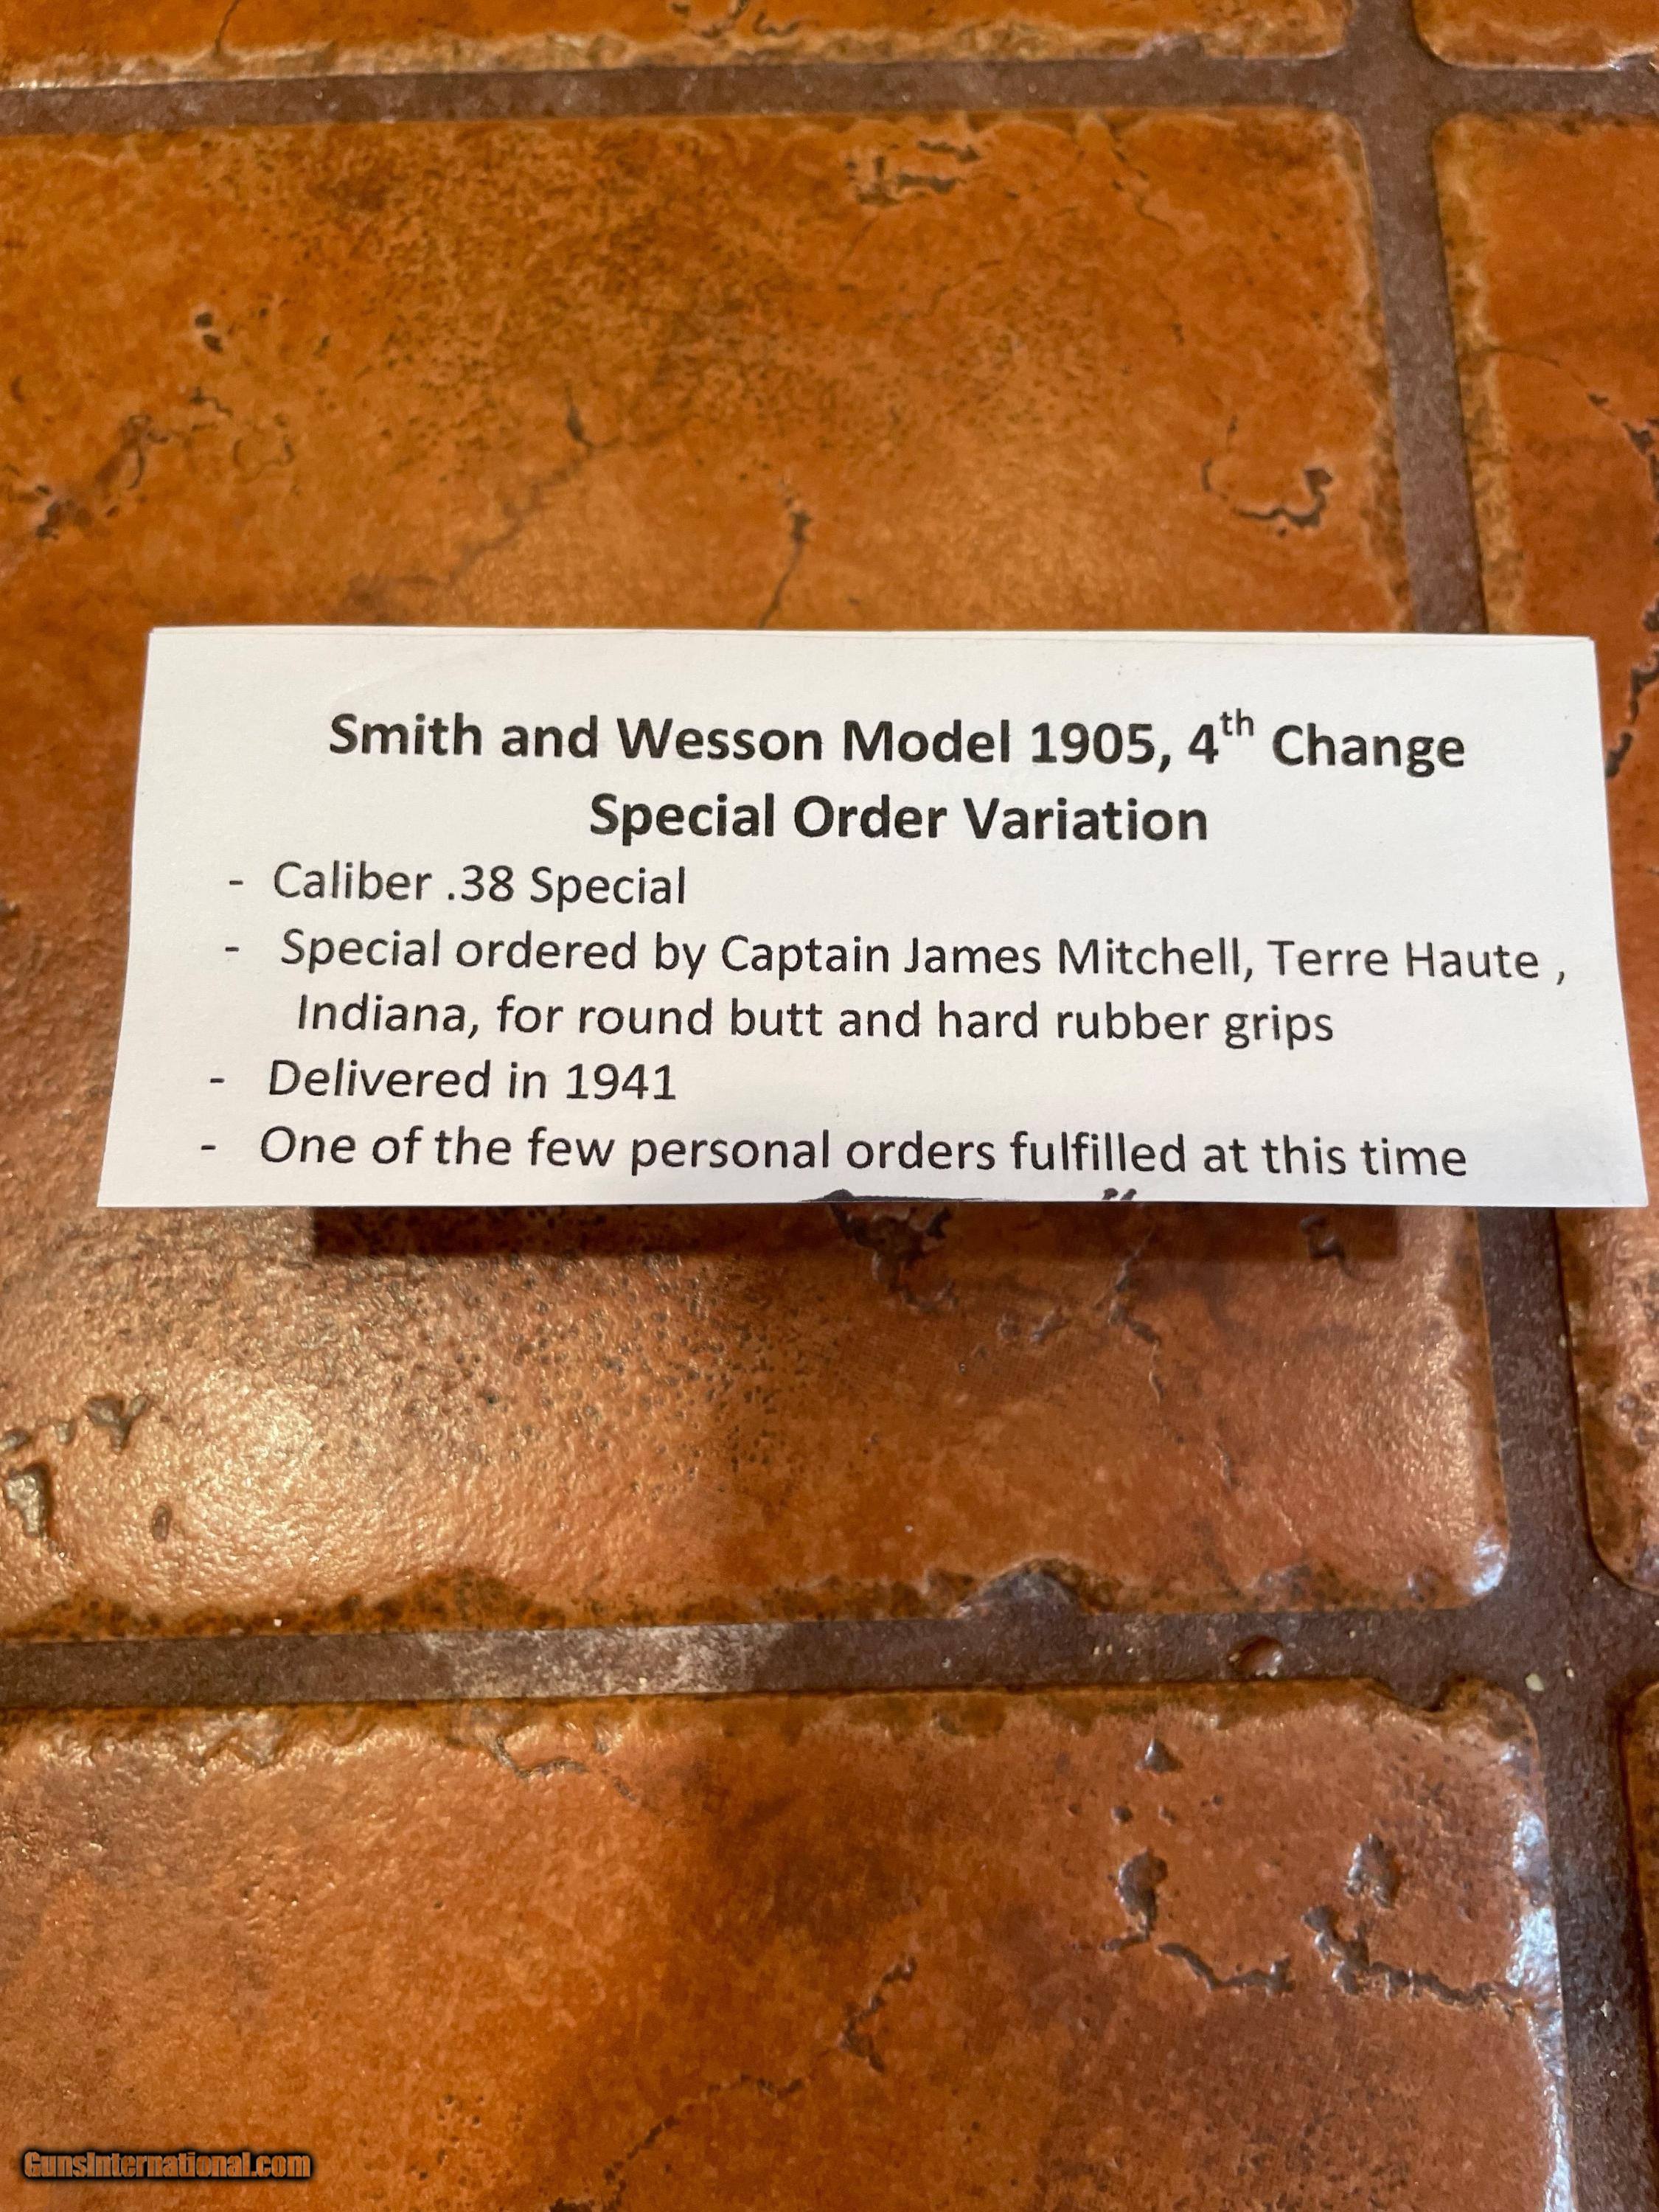 Smith and Wesson Model 1905, 4th Change
Special Order Variation
- Caliber .38 Special
- Special ordered by Captain James Mitchell, Terre Haute ,
Indiana, for round butt and hard rubber grips
- Delivered in 1941
- One of the few personal orders fulfilled at this time
GunsInternational.com